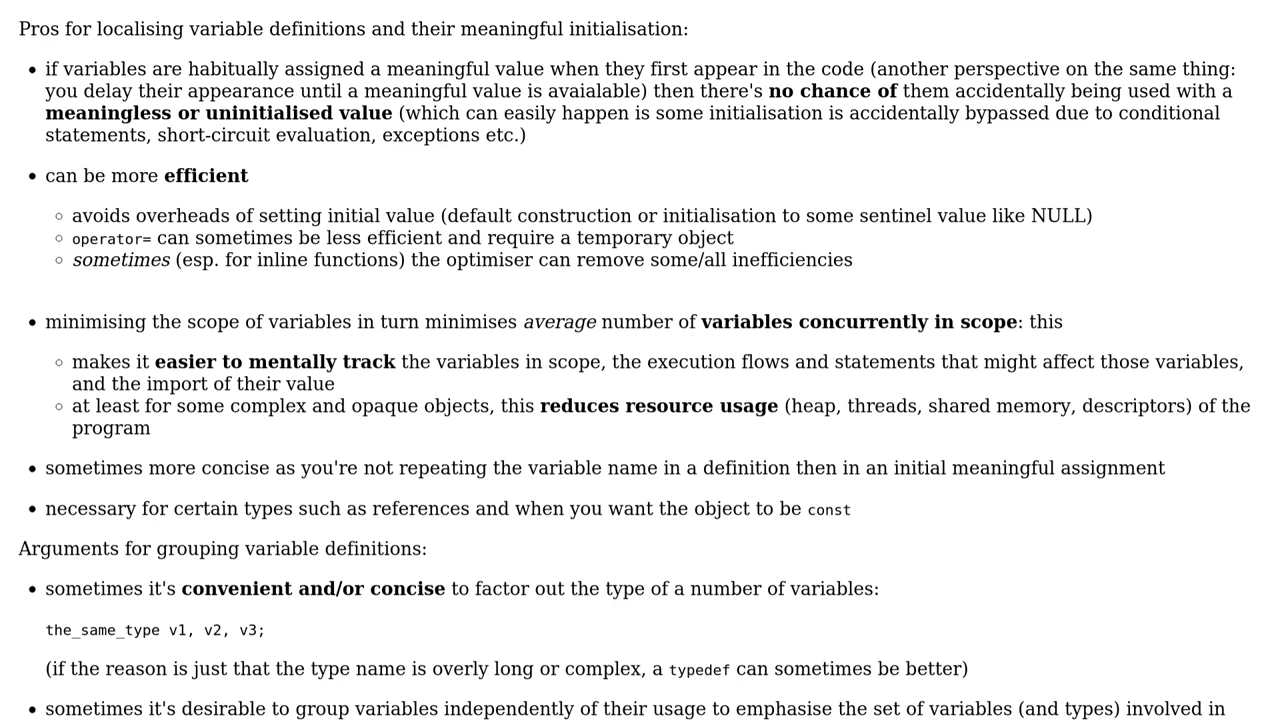 Pros for localising variable definitions and their meaningful initialisation:
if variables are habitually assigned a meaningful value when they first appear in the code (another perspective on the same thing:
you delay their appearance until a meaningful value is avaialable) then there's no chance of them accidentally being used with a
meaningless or uninitialised value (which can easily happen is some initialisation is accidentally bypassed due to conditional
statements, short-circuit evaluation, exceptions etc.)
can be more efficient
avoids overheads of setting initial value (default construction or initialisation to some sentinel value like NULL)
operator= can sometimes be less efficient and require a temporary object
sometimes (esp. for inline functions) the optimiser can remove some/all inefficiencies
minimising the scope of variables in turn minimises average number of variables concurrently in scope: this
makes it easier to mentally track the variables in scope, the execution flows and statements that might affect those variables,
and the import of their value
at least for some complex and opaque objects, this reduces resource usage (heap, threads, shared memory, descriptors) of the
program
sometimes more concise as you're not repeating the variable name in a definition then in an initial meaningful assignment
necessary for certain types such as references and when you want the object to be const
Arguments for grouping variable definitions:
sometimes it's convenient and/or concise to factor out the type of a number of variables:
the_same_type v1, v2, v3;
(if the reason is just that the type name is overly long or complex, a typedef can sometimes be better)
sometimes it's desirable to group variables independently of their usage to emphasise the set of variables (and types) involved in